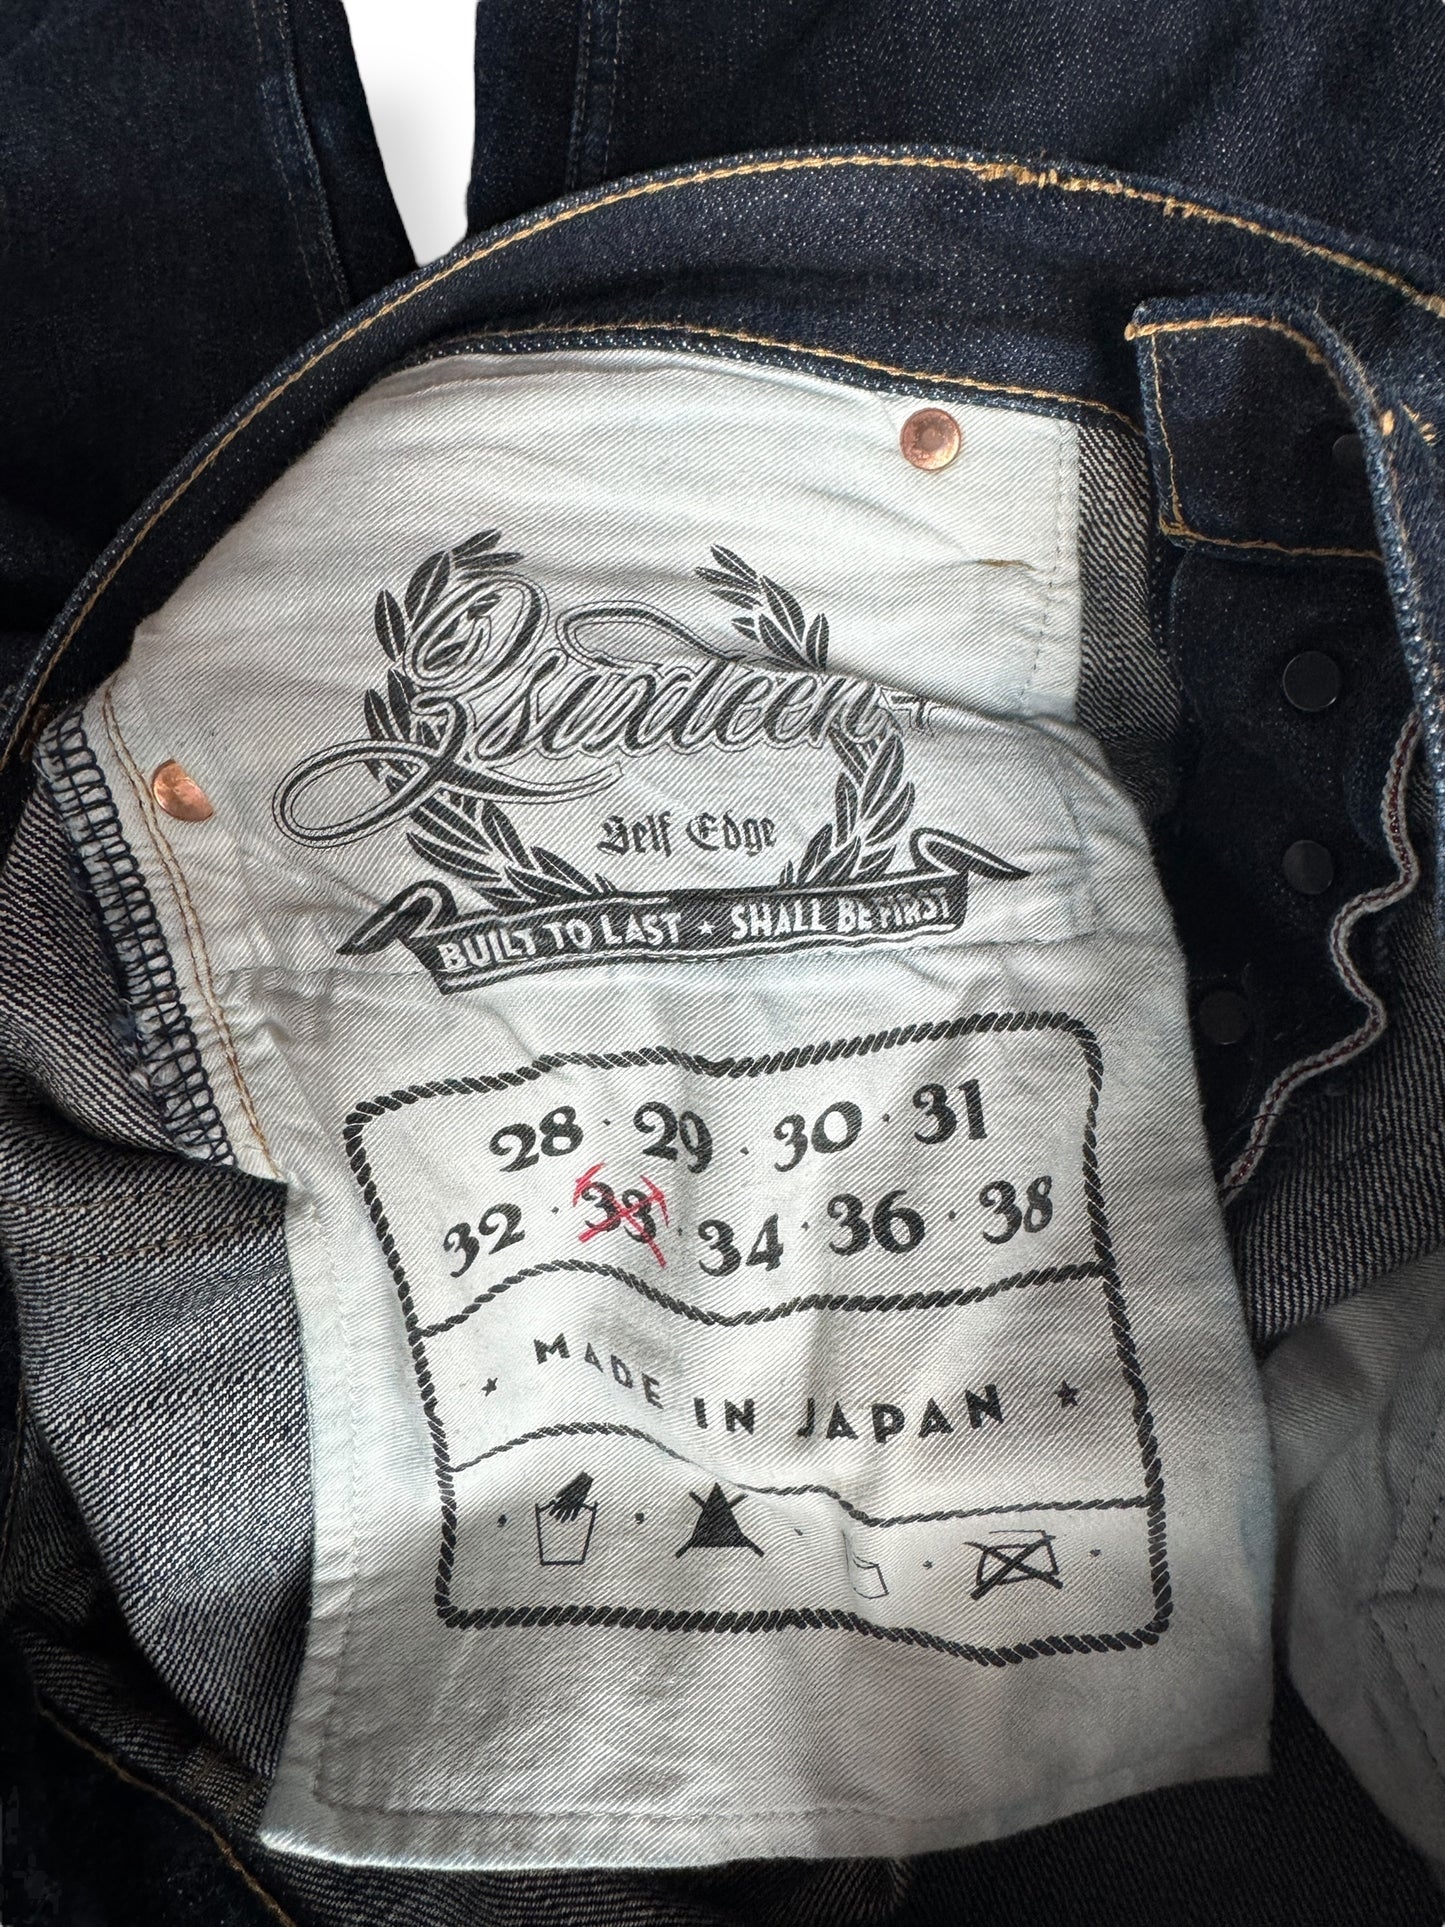 Sixteen +
Self Edge
BUILT TO LAST ★ SHALL BE FIRST
28 · 29 · 30 · 31
32 · 33 · 34 · 36 · 38
★ MADE IN JAPAN ★